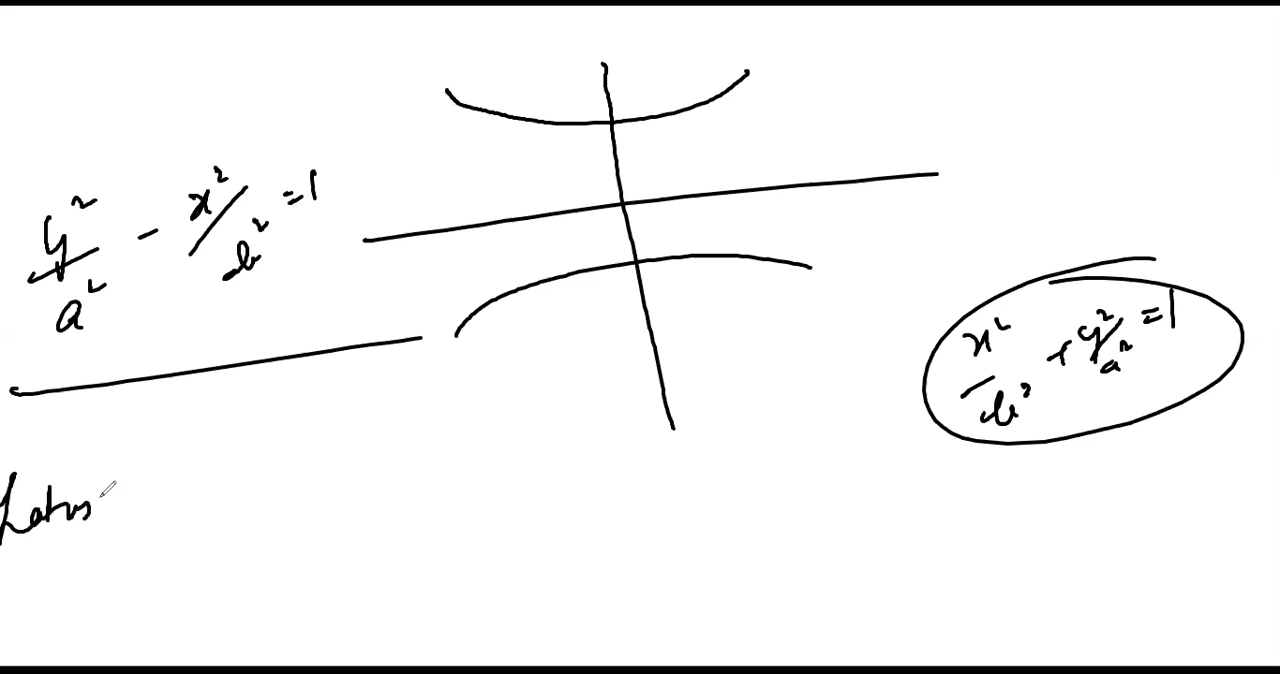 y²/a² - x²/b² = 1
x²/b² + y²/a² = 1
Latus